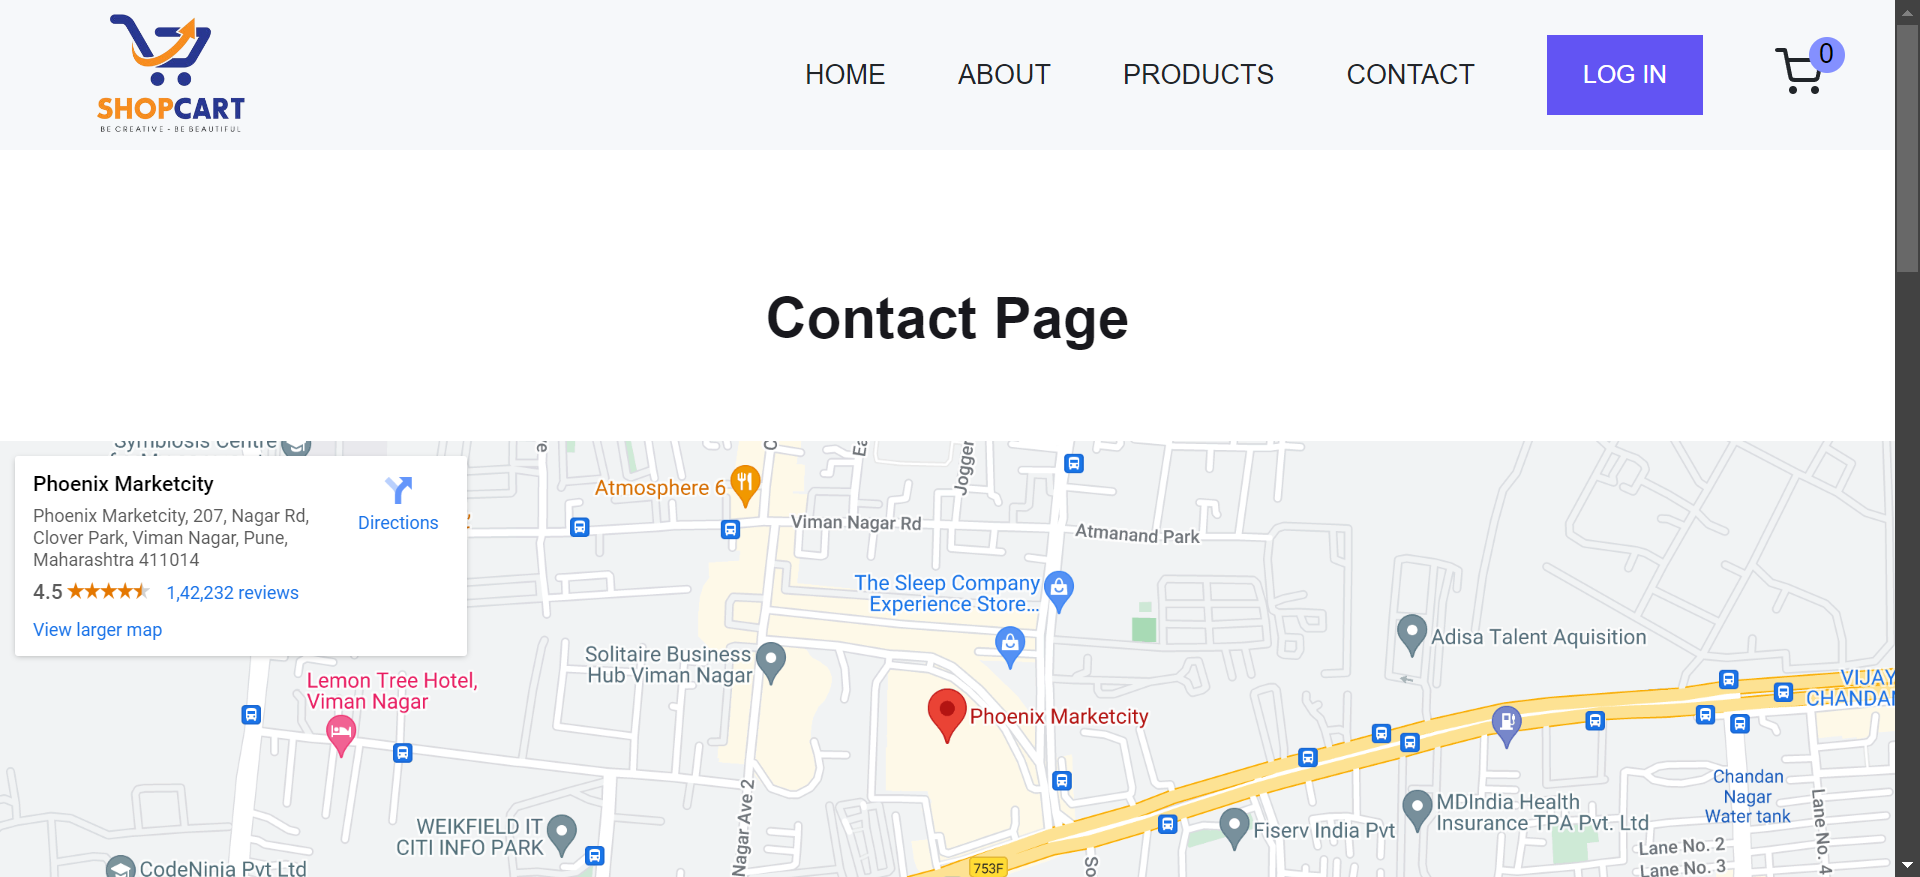 SHOPCART
BE CREATIVE - BE BEAUTIFUL
HOME
ABOUT
PRODUCTS
CONTACT
LOG IN
0
Contact Page
Symbiosis Centre
Phoenix Marketcity
Phoenix Marketcity, 207, Nagar Rd,
Clover Park, Viman Nagar, Pune,
Maharashtra 411014
Directions
4.5
1,42,232 reviews
View larger map
Atmosphere 6
Viman Nagar Rd
Jogger
Atmanand Park
The Sleep Company
Experience Store...
Solitaire Business
Hub Viman Nagar
Adisa Talent Aquisition
Lemon Tree Hotel,
Viman Nagar
Phoenix Marketcity
VIJAY
CHANDAN
Chandan
Nagar
Water tank
Lane No. 4
Nagar Ave 2
WEIKFIELD IT
CITI INFO PARK
MDIndia Health
Insurance TPA Pvt. Ltd
Fiserv India Pvt
Lane No. 2
Lane No. 3
CodeNinja Pvt Ltd
753F
So